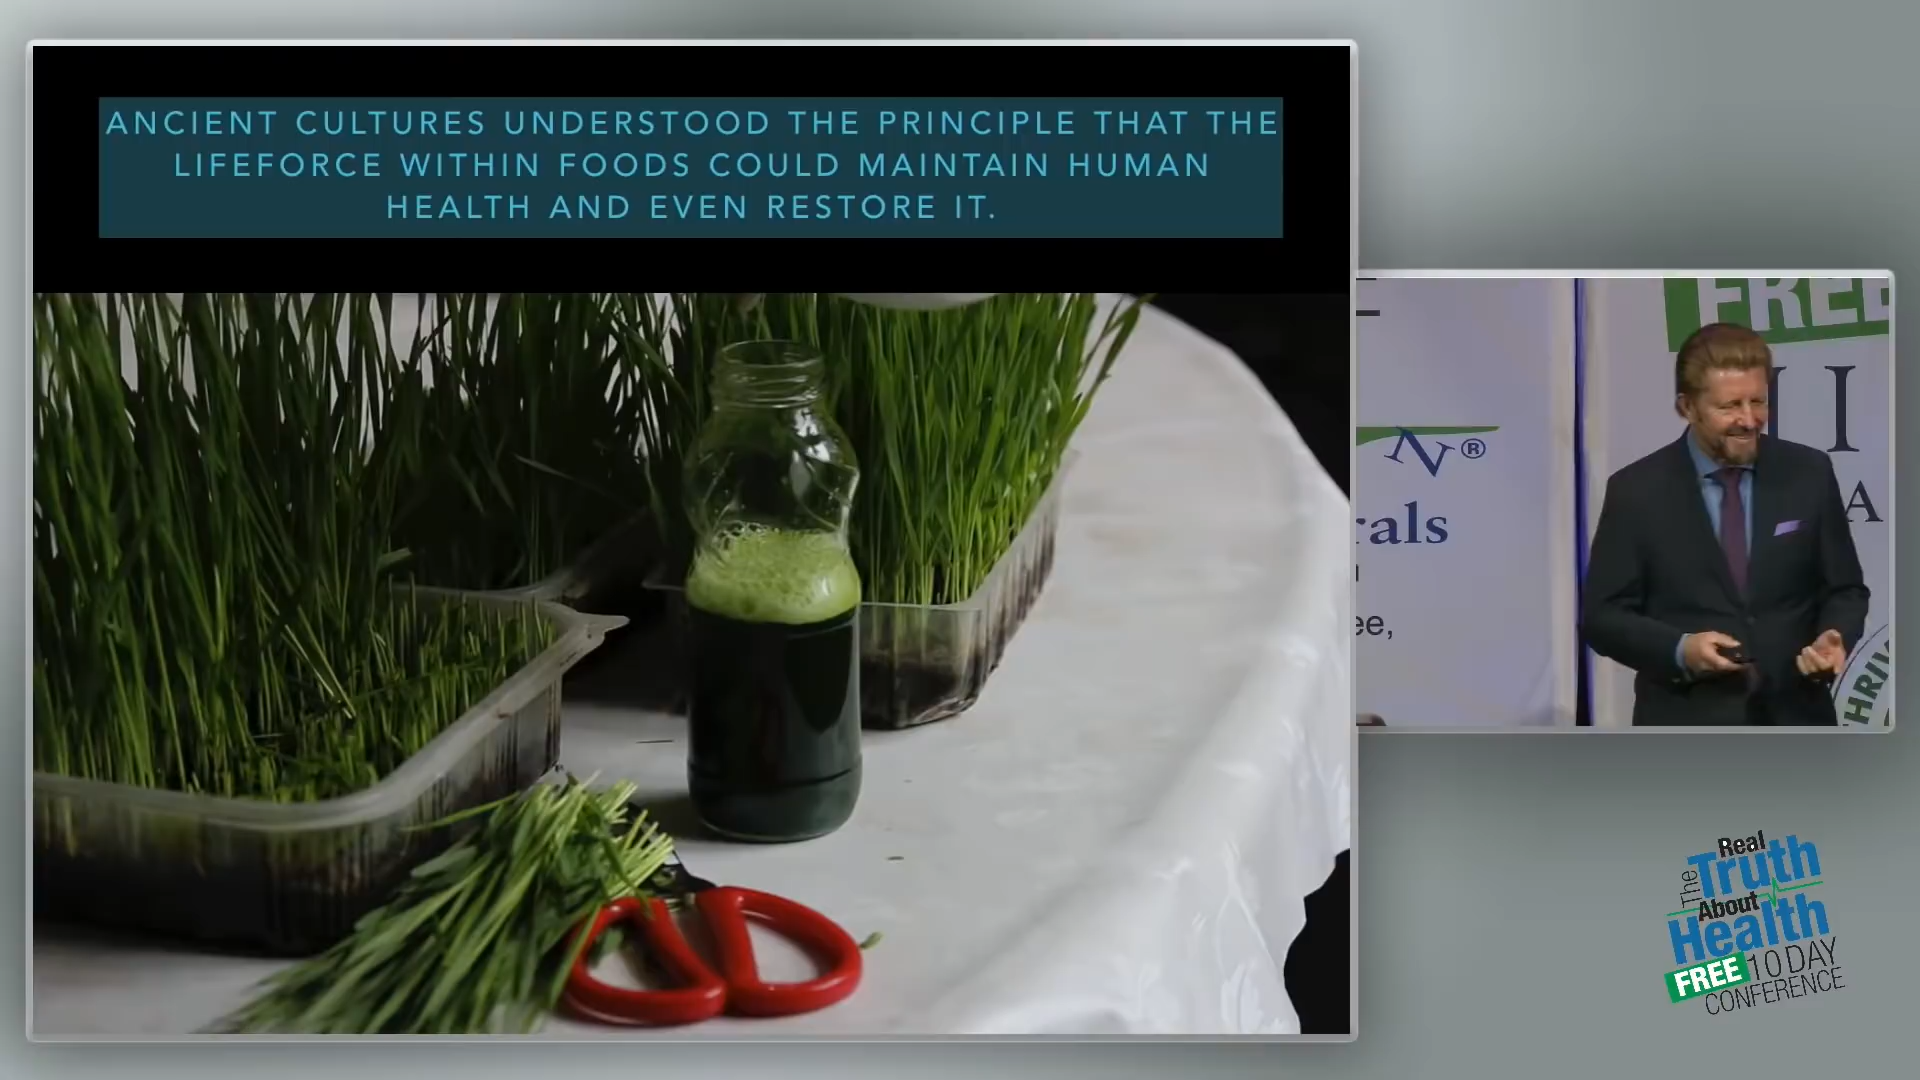 ANCIENT CULTURES UNDERSTOOD THE PRINCIPLE THAT THE
LIFEFORCE WITHIN FOODS COULD MAINTAIN HUMAN
HEALTH AND EVEN RESTORE IT.
FREE
N®
rals
ee,
I
A
THRIV
The Real
Truth
About
Health
FREE 10 DAY
CONFERENCE